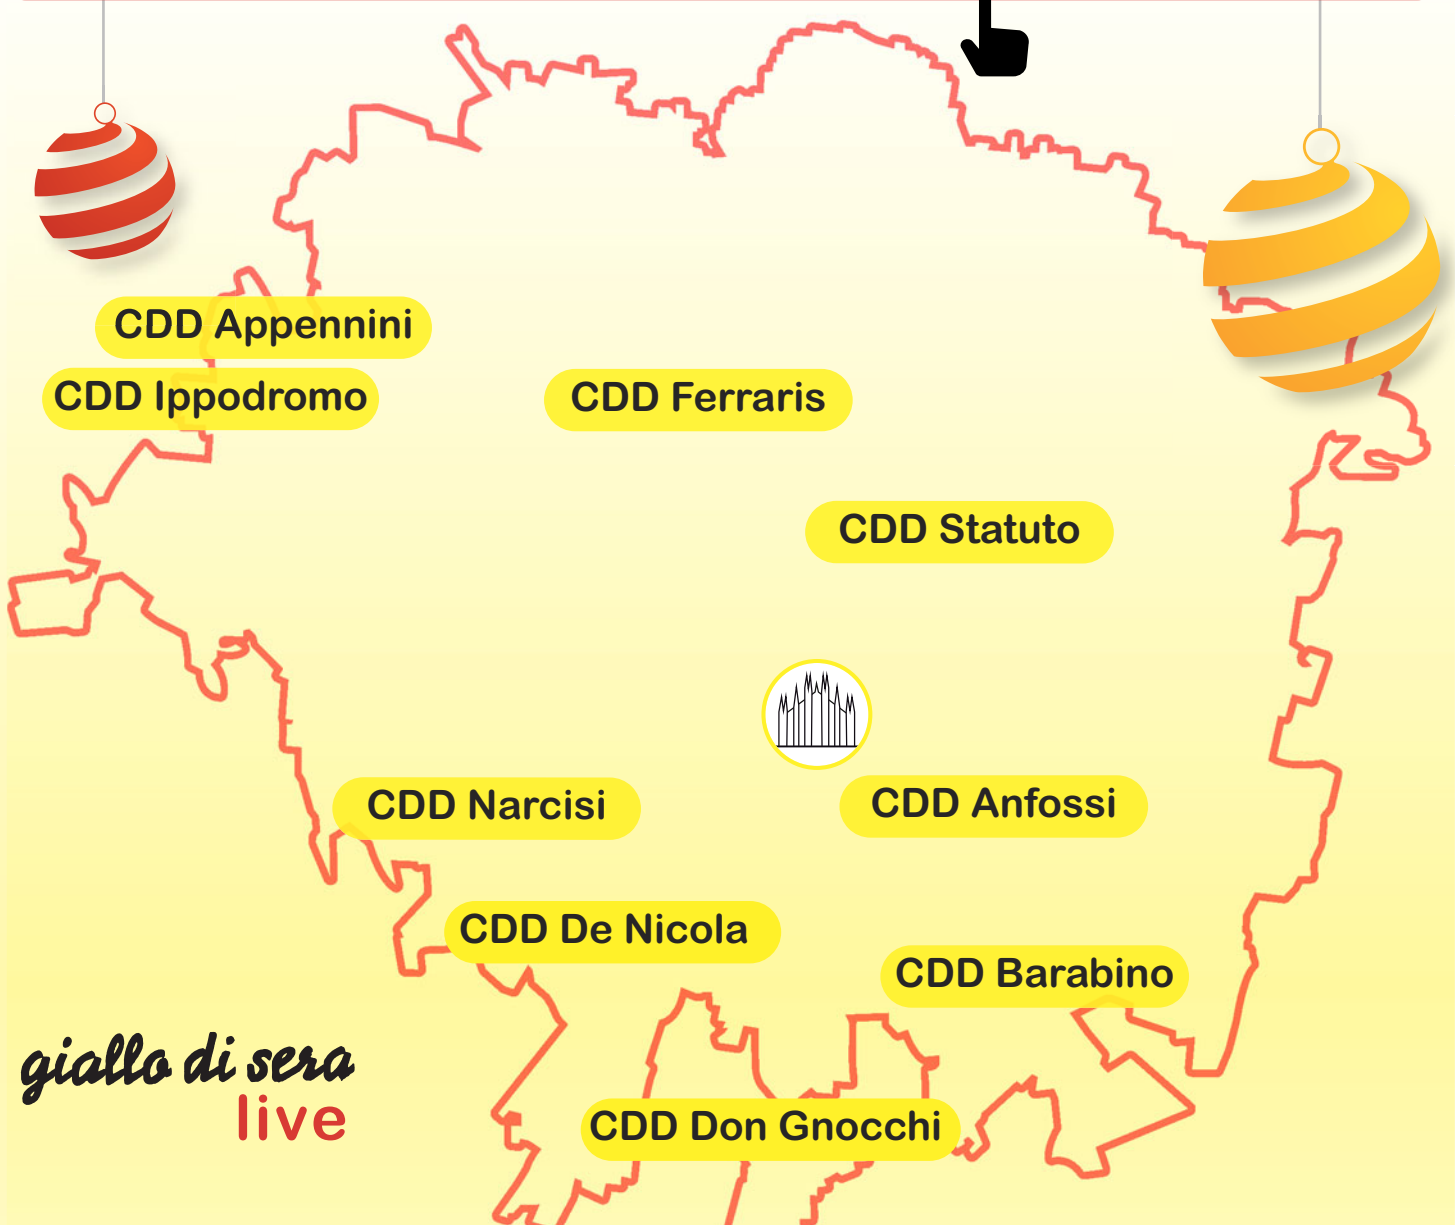 CDD Appennini
CDD Ippodromo
CDD Ferraris
CDD Statuto
CDD Narcisi
CDD Anfossi
CDD De Nicola
CDD Barabino
giallo di sera
live
CDD Don Gnocchi